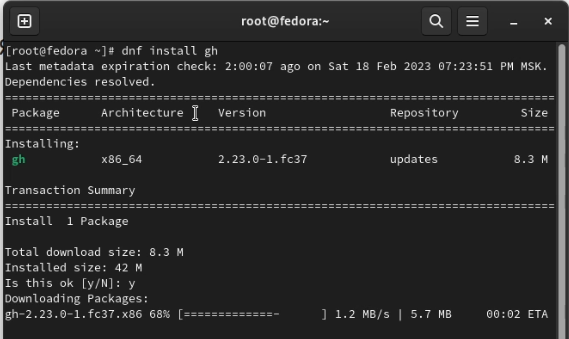 root@fedora:~
[root@fedora ~]# dnf install gh
Last metadata expiration check: 2:00:07 ago on Sat 18 Feb 2023 07:23:51 PM MSK.
Dependencies resolved.
================================================================================
Package Architecture Version Repository Size
================================================================================
Installing:
gh x86_64 2.23.0-1.fc37 updates 8.3 M
Transaction Summary
================================================================================
Install 1 Package
Total download size: 8.3 M
Installed size: 42 M
Is this ok [y/N]: y
Downloading Packages:
gh-2.23.0-1.fc37.x86 68% [=============- ] 1.2 MB/s | 5.7 MB 00:02 ETA